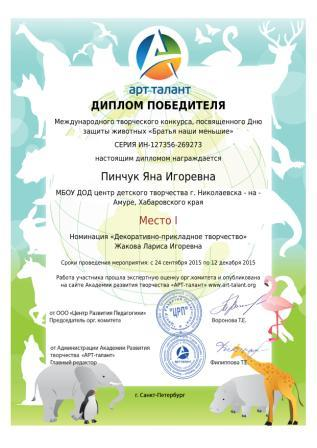 арт-талант
ДИПЛОМ ПОБЕДИТЕЛЯ
Международного творческого конкурса, посвященного Дню
защиты животных «Братья наши меньшие»
СЕРИЯ ИН-127356-269273
настоящим дипломом награждается
Пинчук Яна Игоревна
МБОУ ДОД центр детского творчества г. Николаевска - на -
Амуре, Хабаровского края
Место I
Номинация «Декоративно-прикладное творчество»
Жакова Лариса Игоревна
Сроки проведения мероприятия: с 24 сентября 2015 по 12 декабря 2015
Работа участника прошла экспертную оценку орг.комитета и опубликована
на сайте Академии развития творчества «АРТ-талант» www.art-talant.org
от ООО «Центр Развития Педагогики»
Председатель орг. комитета
"ЦРП"
Воронова Т.Е.
от Администрации Академии Развития
творчества «АРТ-талант»
Главный редактор
Филиппова Т.Е.
г. Санкт-Петербург